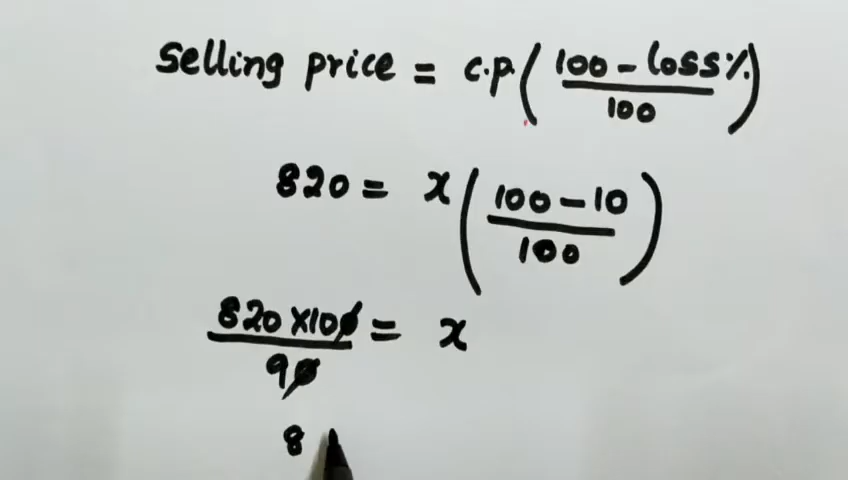 Selling price = c.p. ( 100 - Loss% / 100 )
820 = x ( 100 - 10 / 100 )
820 × 100 / 90 = x
8